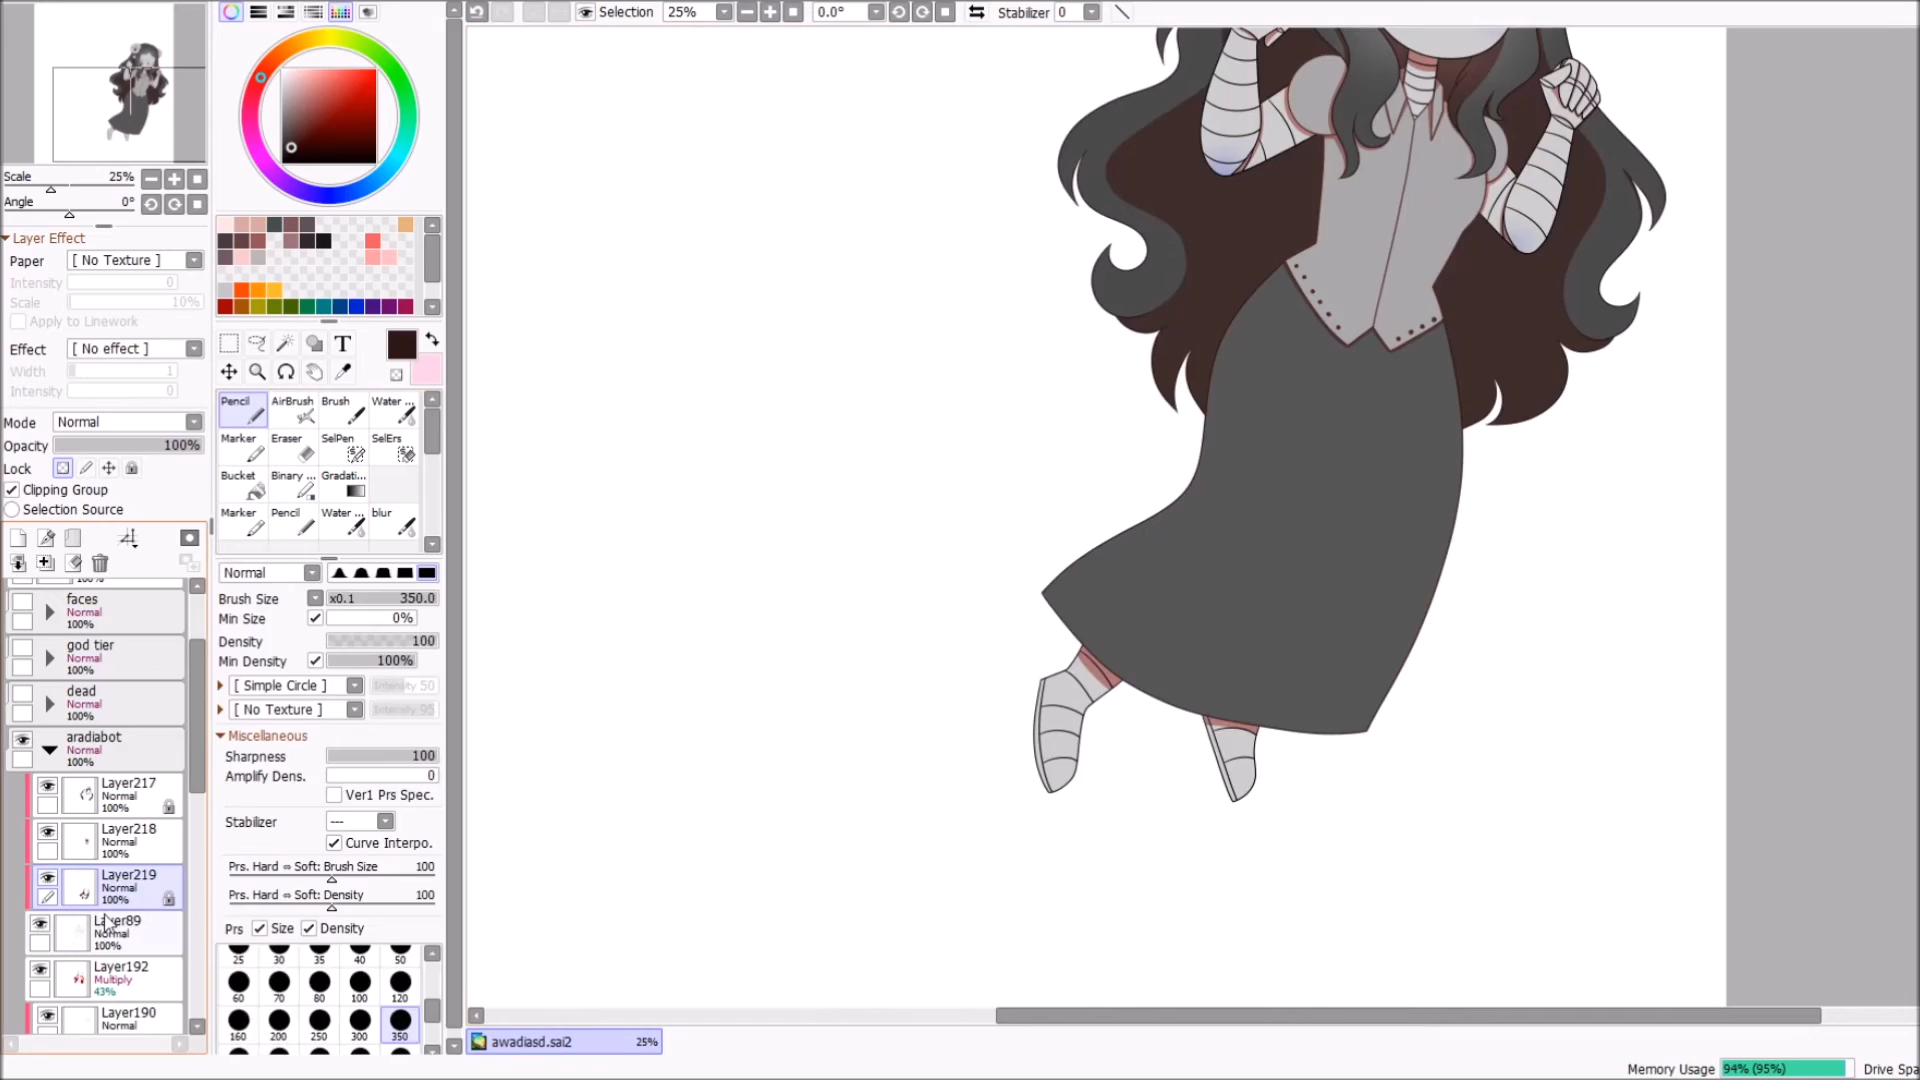 Selection 25% 0.0° Stabilizer 0
Scale 25%
Angle 0°
Layer Effect
Paper [ No Texture ]
Intensity 0
Scale 10%
Apply to Linework
Effect [ No effect ]
Width 1
Intensity 0
Mode Normal
Opacity 100%
Lock
Clipping Group
Selection Source
100%
faces
Normal
100%
god tier
Normal
100%
dead
Normal
100%
aradiabot
Normal
100%
Layer217
Normal
100%
Layer218
Normal
100%
Layer219
Normal
100%
Layer89
Normal
100%
Layer192
Multiply
43%
Layer190
Normal
T
Pencil AirBrush Brush Water ...
Marker Eraser SelPen SelErs
Bucket Binary ... Gradati...
Marker Pencil Water ... blur
Normal
Brush Size x0.1 350.0
Min Size 0%
Density 100
Min Density 100%
[ Simple Circle ] Intensity 50
[ No Texture ] Intensity 95
Miscellaneous
Sharpness 100
Amplify Dens. 0
Ver1 Prs Spec.
Stabilizer ---
Curve Interpo.
Prs. Hard ⇔ Soft: Brush Size 100
Prs. Hard ⇔ Soft: Density 100
Prs Size Density
25 30 35 40 50
60 70 80 100 120
160 200 250 300 350
awadiasd.sai2 25%
Memory Usage 94% (95%) Drive Spa